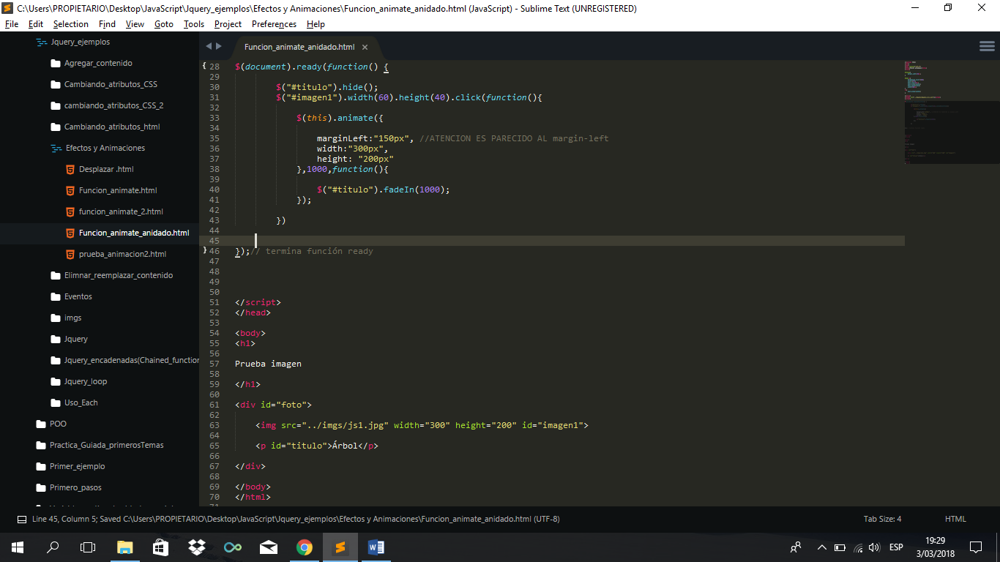 C:\Users\PROPIETARIO\Desktop\JavaScript\Jquery_ejemplos\Efectos y Animaciones\Funcion_animate_anidado.html (JavaScript) - Sublime Text (UNREGISTERED)
File Edit Selection Find View Goto Tools Project Preferences Help
Jquery_ejemplos
Agregar_contenido
Cambiando_atributos_CSS
cambiando_atributos_CSS_2
Cambiando_atributos_html
Efectos y Animaciones
Desplazar .html
Funcion_animate.html
funcion_animate_2.html
Funcion_animate_anidado.html
prueba_animacion2.html
Elimnar_reemplazar_contenido
Eventos
imgs
Jquery
Jquery_encadenadas(Chained_function
Jquery_loop
Uso_Each
POO
Practica_Guiada_primerosTemas
Primer_ejemplo
Primero_pasos
Funcion_animate_anidado.html ×
28 $(document).ready(function() {
29
30 $("#titulo").hide();
31 $("#imagen1").width(60).height(40).click(function(){
32
33 $(this).animate({
34
35 marginLeft:"150px", //ATENCION ES PARECIDO AL margin-left
36 width:"300px",
37 height: "200px"
38 },1000,function(){
39
40 $("#titulo").fadeIn(1000);
41 });
42
43 })
44
45
46 });// termina función ready
47
48
49
50
51 </script>
52 </head>
53
54 <body>
55 <h1>
56
57 Prueba imagen
58
59 </h1>
60
61 <div id="foto">
62
63 <img src="../imgs/js1.jpg" width="300" height="200" id="imagen1">
64
65 <p id="titulo">Árbol</p>
66
67 </div>
68
69 </body>
70 </html>
Line 45, Column 5; Saved C:\Users\PROPIETARIO\Desktop\JavaScript\Jquery_ejemplos\Efectos y Animaciones\Funcion_animate_anidado.html (UTF-8)
Tab Size: 4
HTML
ESP
19:29
3/03/2018